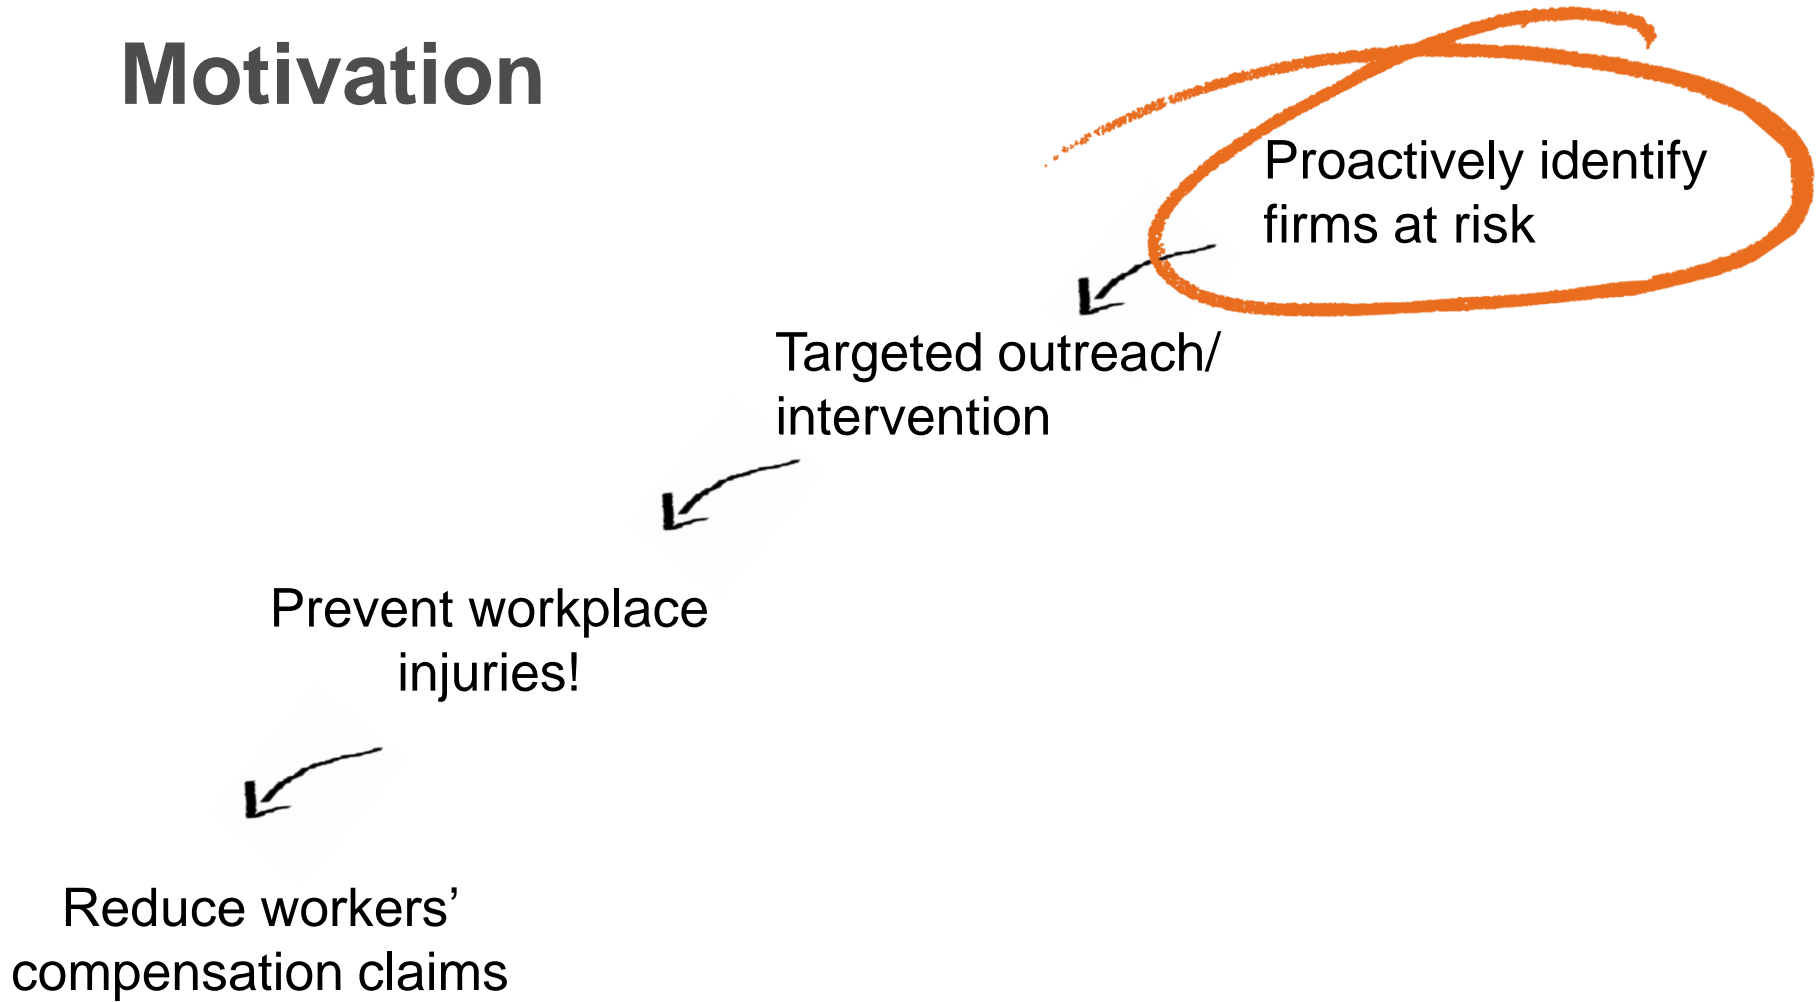 Motivation
Proactively identify
firms at risk
Targeted outreach/
intervention
Prevent workplace
injuries!
Reduce workers’
compensation claims